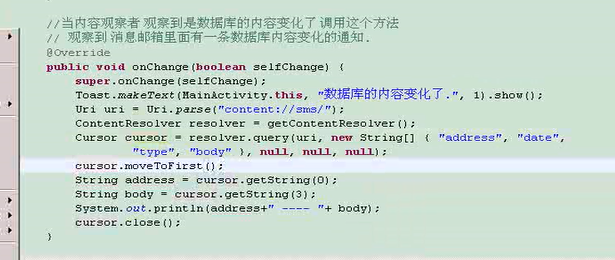 //当内容观察者 观察到是数据库的内容变化了 调用这个方法
// 观察到 消息邮箱里面有一条数据库内容变化的通知.
@Override
public void onChange(boolean selfChange) {
super.onChange(selfChange);
Toast.makeText(MainActivity.this, "数据库的内容变化了.", 1).show();
Uri uri = Uri.parse("content://sms/");
ContentResolver resolver = getContentResolver();
Cursor cursor = resolver.query(uri, new String[] { "address", "date",
"type", "body" }, null, null, null);
cursor.moveToFirst();
String address = cursor.getString(0);
String body = cursor.getString(3);
System.out.println(address+" ---- "+ body);
cursor.close();
}